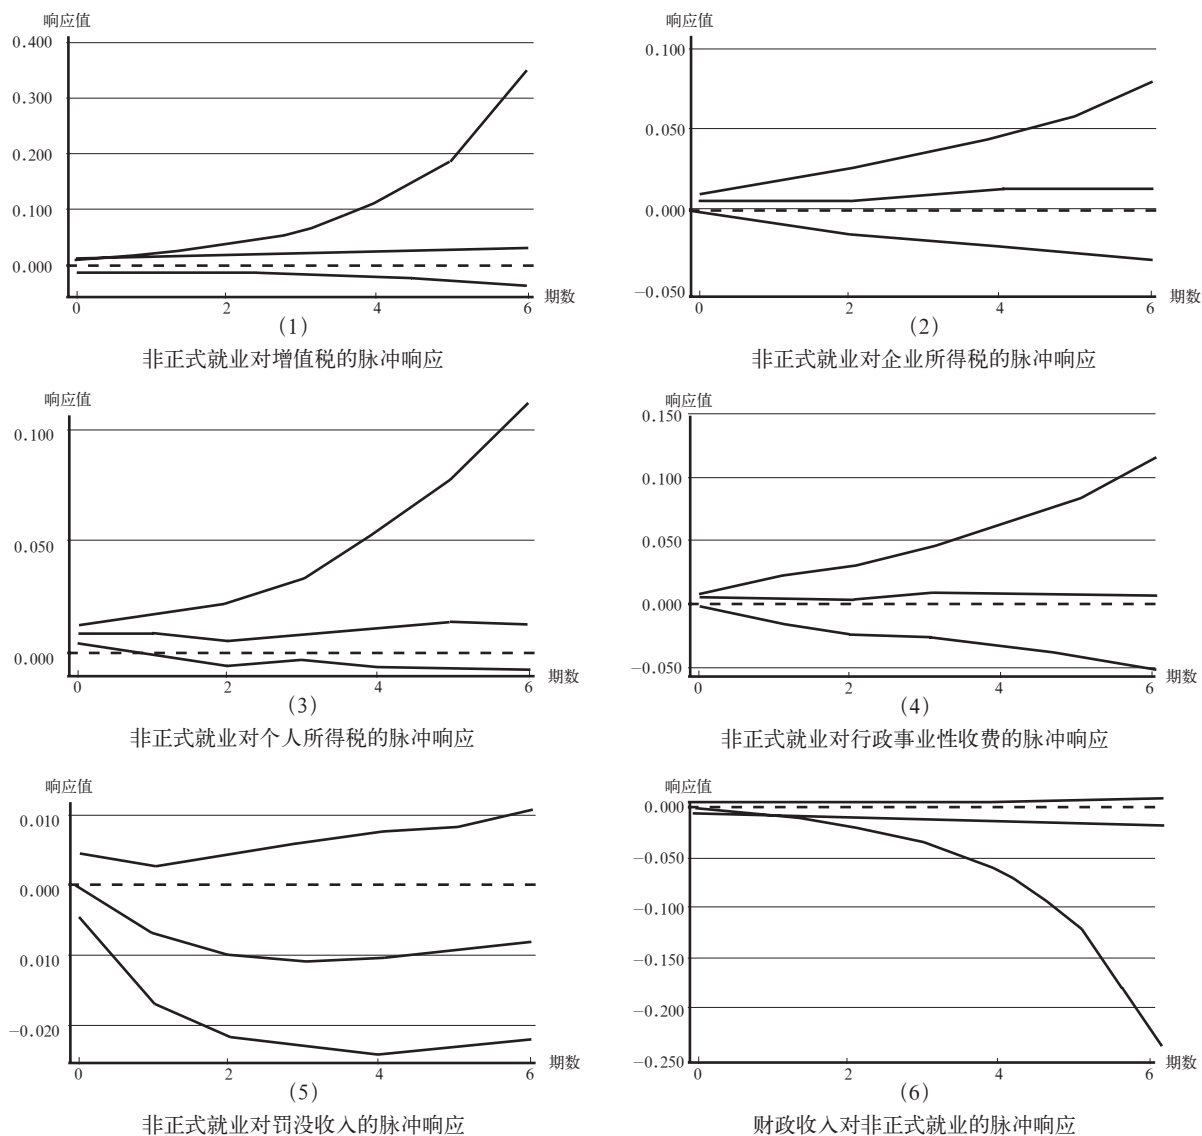 响应值
0.400
0.300
0.200
0.100
0.000
0 2 4 6 期数
(1)
非正式就业对增值税的脉冲响应
响应值
0.100
0.050
0.000
−0.050
0 2 4 6 期数
(2)
非正式就业对企业所得税的脉冲响应
响应值
0.100
0.050
0.000
0 2 4 6 期数
(3)
非正式就业对个人所得税的脉冲响应
响应值
0.150
0.100
0.050
0.000
−0.050
0 2 4 6 期数
(4)
非正式就业对行政事业性收费的脉冲响应
响应值
0.010
0.000
0.010
−0.020
0 2 4 6 期数
(5)
非正式就业对罚没收入的脉冲响应
响应值
0.000
−0.050
−0.100
−0.150
−0.200
−0.250
0 2 4 6 期数
(6)
财政收入对非正式就业的脉冲响应